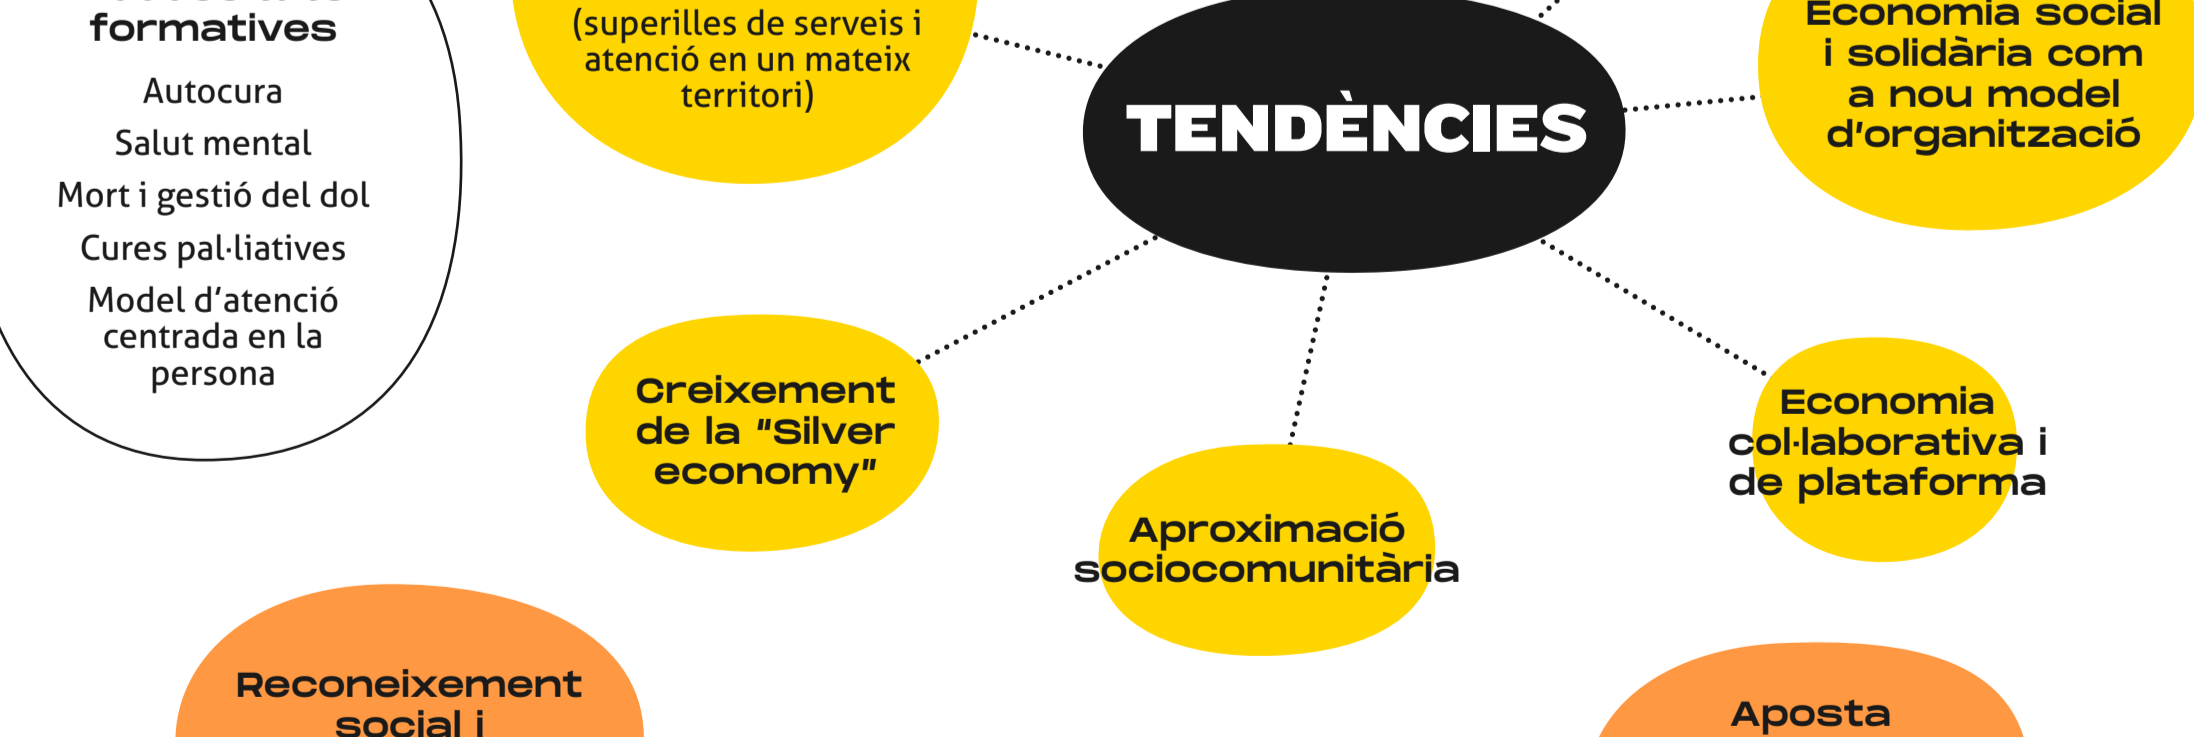 formatives
Autocura
Salut mental
Mort i gestió del dol
Cures pal·liatives
Model d’atenció
centrada en la
persona
(superilles de serveis i
atenció en un mateix
territori)
TENDÈNCIES
Economia social
i solidària com
a nou model
d’organització
Creixement
de la “Silver
economy”
Aproximació
sociocomunitària
Economia
col·laborativa i
de plataforma
Reconeixement
social i
Aposta